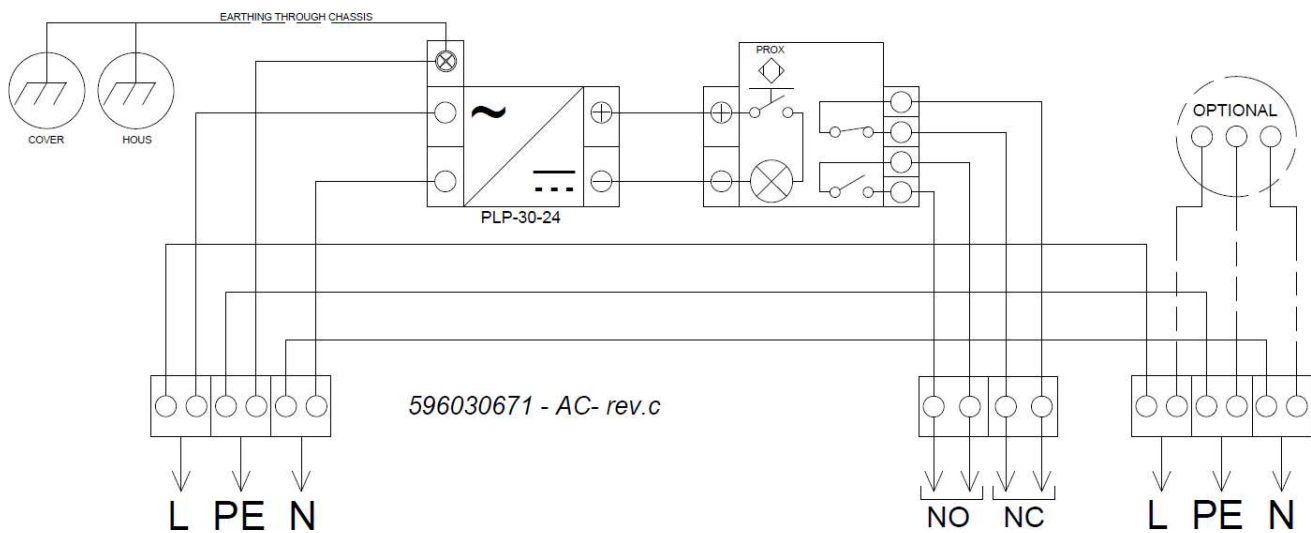 EARTHING THROUGH CHASSIS
COVER
HOUS
PROX
OPTIONAL
PLP-30-24
596030671 - AC- rev.c
L PE N
NO NC
L PE N